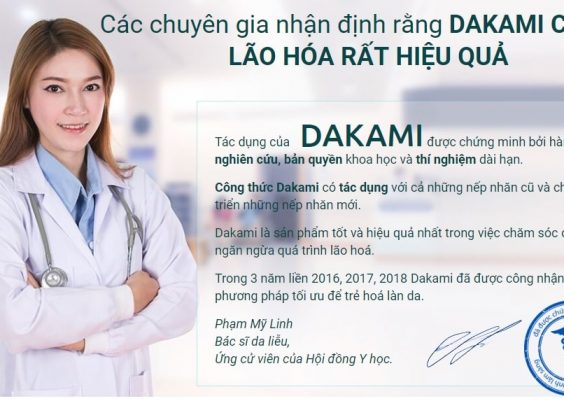 Các chuyên gia nhận định rằng DAKAMI
LÃO HÓA RẤT HIỆU QUẢ
Tác dụng của DAKAMI được chứng minh bởi
nghiên cứu, bản quyền khoa học và thí nghiệm dài hạn.
Công thức Dakami có tác dụng với cả những nếp nhăn cũ và
triển những nếp nhăn mới.
Dakami là sản phẩm tốt và hiệu quả nhất trong việc chăm sóc
ngăn ngừa quá trình lão hoá.
Trong 3 năm liền 2016, 2017, 2018 Dakami đã được công nhận
phương pháp tối ưu để trẻ hoá làn da.
Phạm Mỹ Linh
Bác sĩ da liễu,
Ứng cử viên của Hội đồng Y học.
đã được
lâm sàng